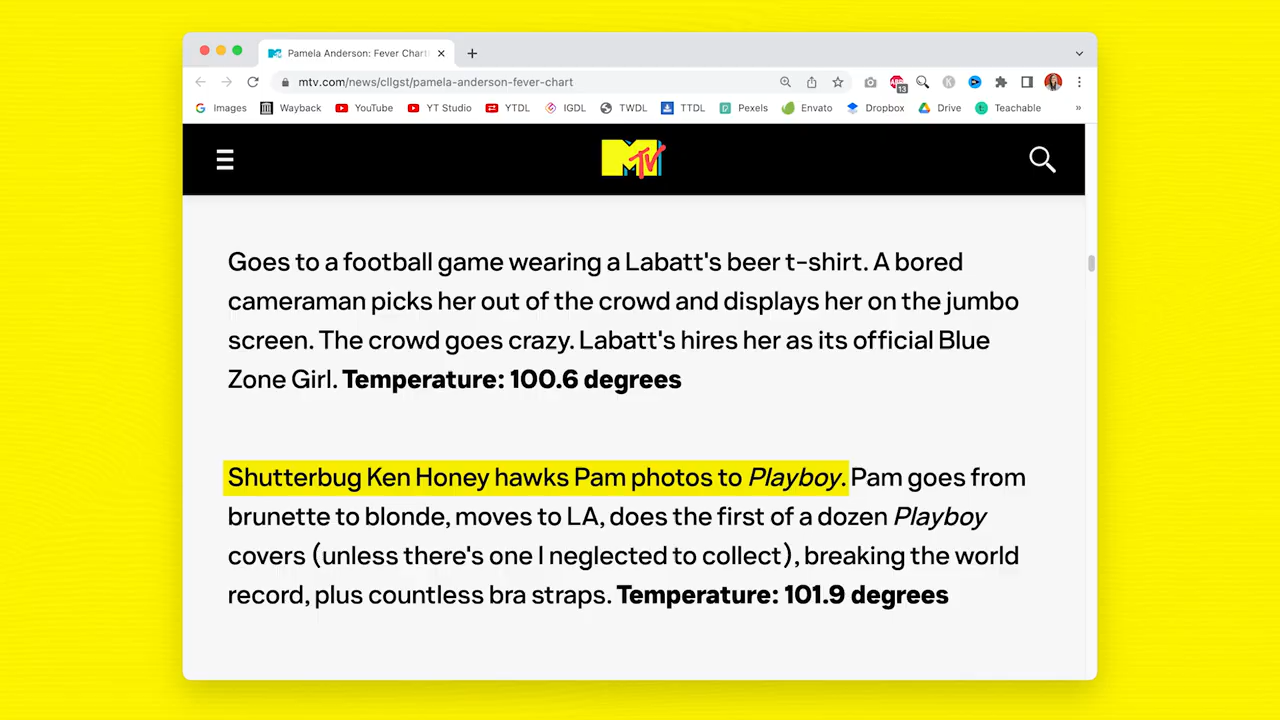 Pamela Anderson: Fever Chart
mtv.com/news/cllgst/pamela-anderson-fever-chart
13
Images Wayback YouTube YT Studio YTDL IGDL TWDL TTDL Pexels Envato Dropbox Drive Teachable »
MTV
Goes to a football game wearing a Labatt's beer t-shirt. A bored
cameraman picks her out of the crowd and displays her on the jumbo
screen. The crowd goes crazy. Labatt's hires her as its official Blue
Zone Girl. Temperature: 100.6 degrees
Shutterbug Ken Honey hawks Pam photos to Playboy. Pam goes from
brunette to blonde, moves to LA, does the first of a dozen Playboy
covers (unless there's one I neglected to collect), breaking the world
record, plus countless bra straps. Temperature: 101.9 degrees